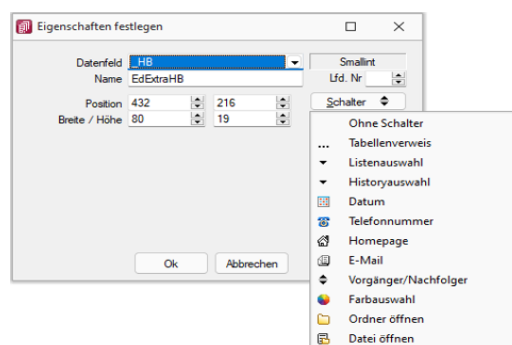 Eigenschaften festlegen
Datenfeld _HB Smallint
Name EdExtraHB Lfd. Nr
Position 432 216 Schalter
Breite / Höhe 80 19
Ohne Schalter
... Tabellenverweis
Listenauswahl
Historyauswahl
Datum
Telefonnummer
Homepage
E-Mail
Vorgänger/Nachfolger
Farbauswahl
Ordner öffnen
Datei öffnen
Ok Abbrechen